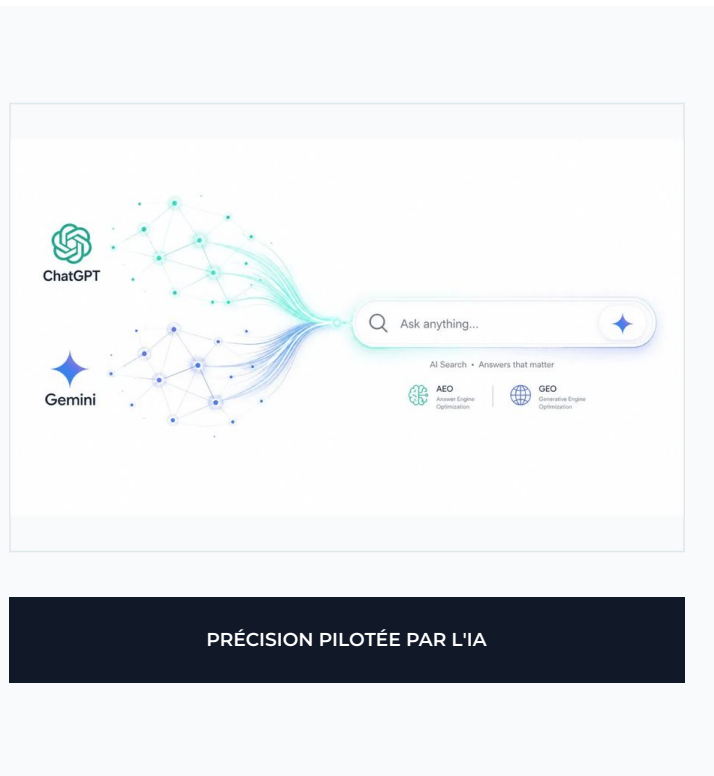 ChatGPT
Gemini
Ask anything...
AI Search • Answers that matter
AEO
Answer Engine
Optimization
GEO
Generative Engine
Optimization
PRÉCISION PILOTÉE PAR L'IA